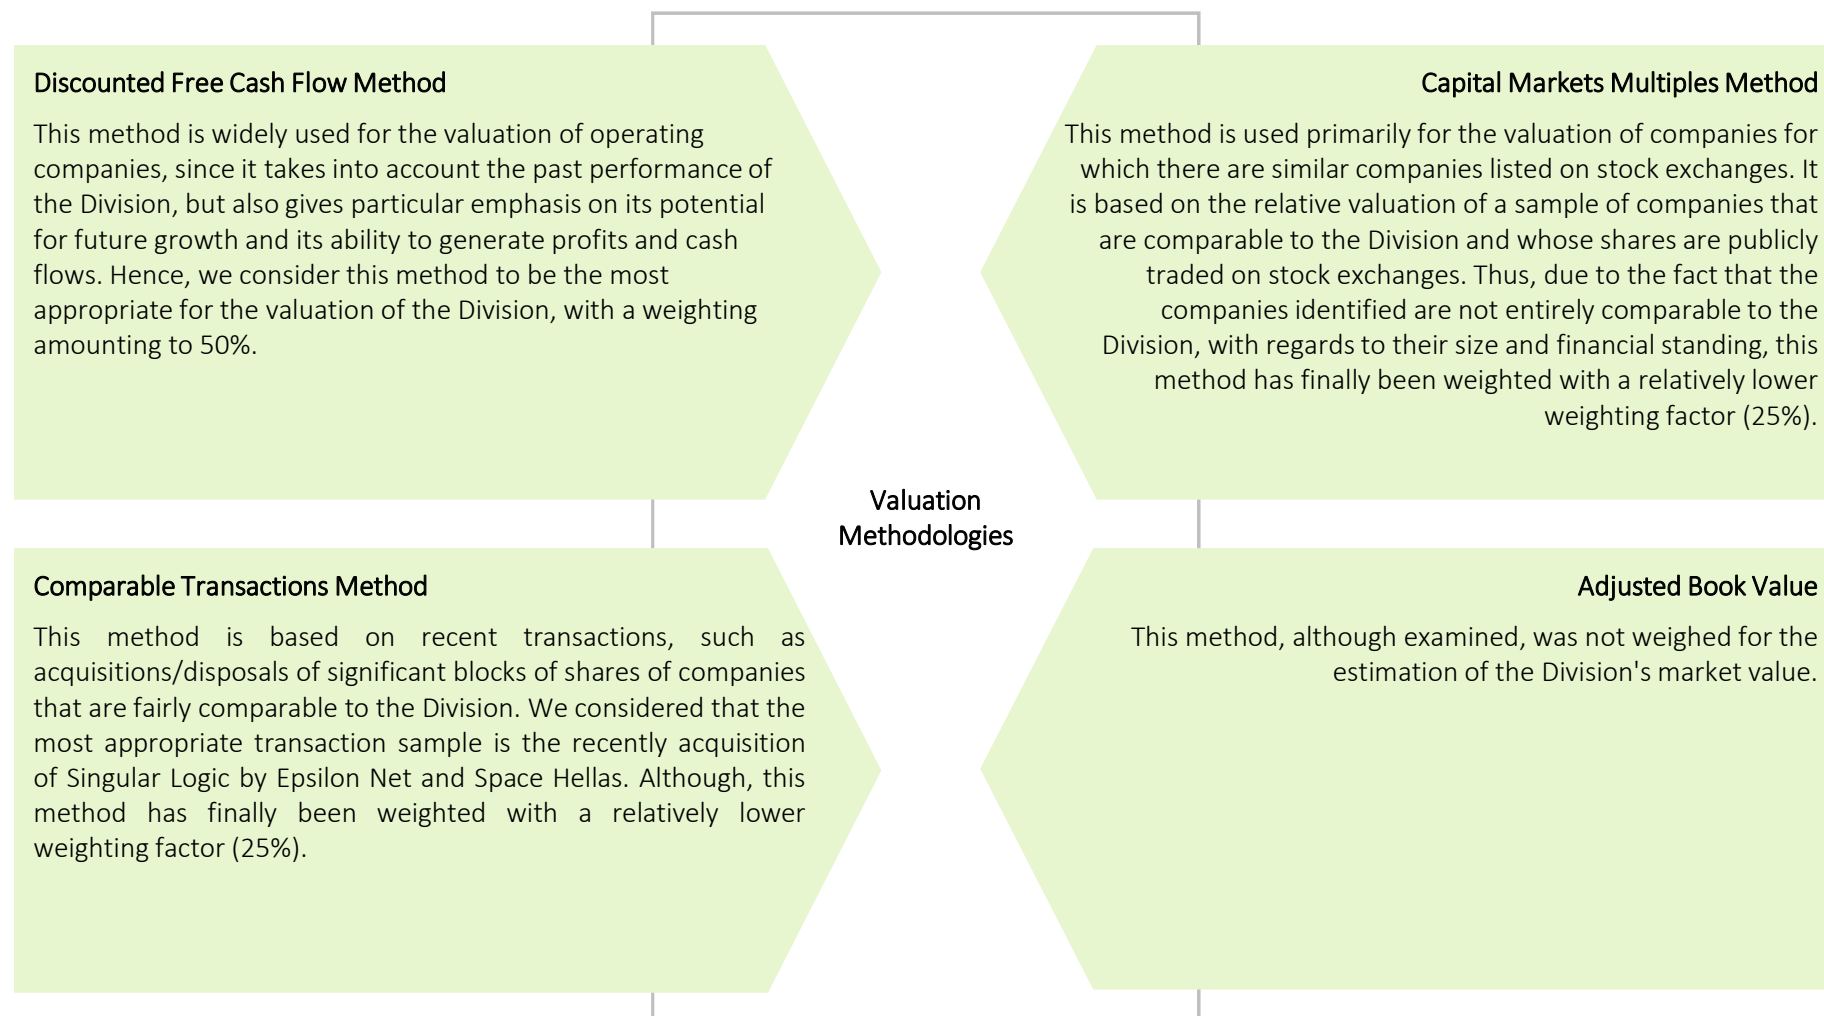 Discounted Free Cash Flow Method
This method is widely used for the valuation of operating
companies, since it takes into account the past performance of
the Division, but also gives particular emphasis on its potential
for future growth and its ability to generate profits and cash
flows. Hence, we consider this method to be the most
appropriate for the valuation of the Division, with a weighting
amounting to 50%.
Capital Markets Multiples Method
This method is used primarily for the valuation of companies for
which there are similar companies listed on stock exchanges. It
is based on the relative valuation of a sample of companies that
are comparable to the Division and whose shares are publicly
traded on stock exchanges. Thus, due to the fact that the
companies identified are not entirely comparable to the
Division, with regards to their size and financial standing, this
method has finally been weighted with a relatively lower
weighting factor (25%).
Valuation
Methodologies
Comparable Transactions Method
This method is based on recent transactions, such as
acquisitions/disposals of significant blocks of shares of companies
that are fairly comparable to the Division. We considered that the
most appropriate transaction sample is the recently acquisition
of Singular Logic by Epsilon Net and Space Hellas. Although, this
method has finally been weighted with a relatively lower
weighting factor (25%).
Adjusted Book Value
This method, although examined, was not weighed for the
estimation of the Division's market value.